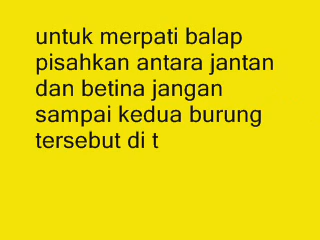 untuk merpati balap
pisahkan antara jantan
dan betina jangan
sampai kedua burung
tersebut di t